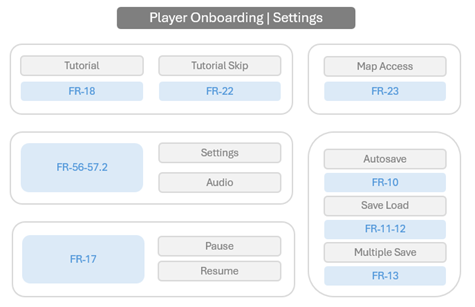 Player Onboarding | Settings
Tutorial
FR-18
Tutorial Skip
FR-22
Map Access
FR-23
FR-56-57.2
Settings
Audio
Autosave
FR-10
Save Load
FR-11-12
Multiple Save
FR-13
FR-17
Pause
Resume